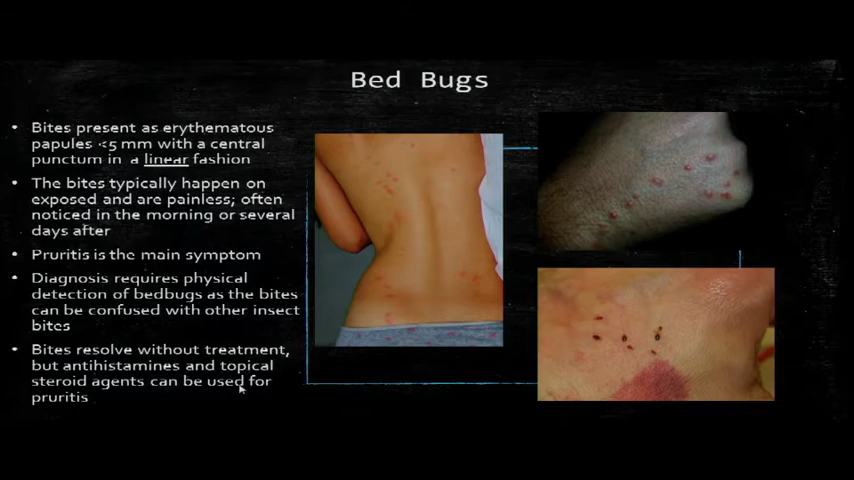 Bed Bugs
• Bites present as erythematous
papules <5 mm with a central
punctum in a linear fashion
• The bites typically happen on
exposed and are painless; often
noticed in the morning or several
days after
• Pruritis is the main symptom
• Diagnosis requires physical
detection of bedbugs as the bites
can be confused with other insect
bites
• Bites resolve without treatment,
but antihistamines and topical
steroid agents can be used for
pruritis